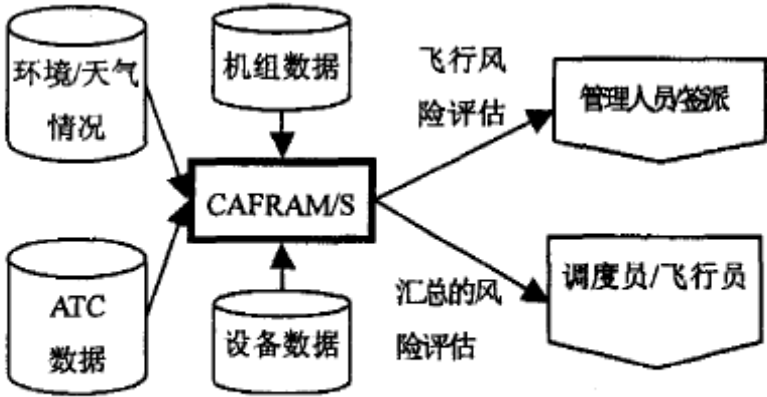 环境/天气
情况
机组数据
飞行风
险评估
管理人员/签派
CAFRAM/S
ATC
数据
设备数据
汇总的风
险评估
调度员/飞行员